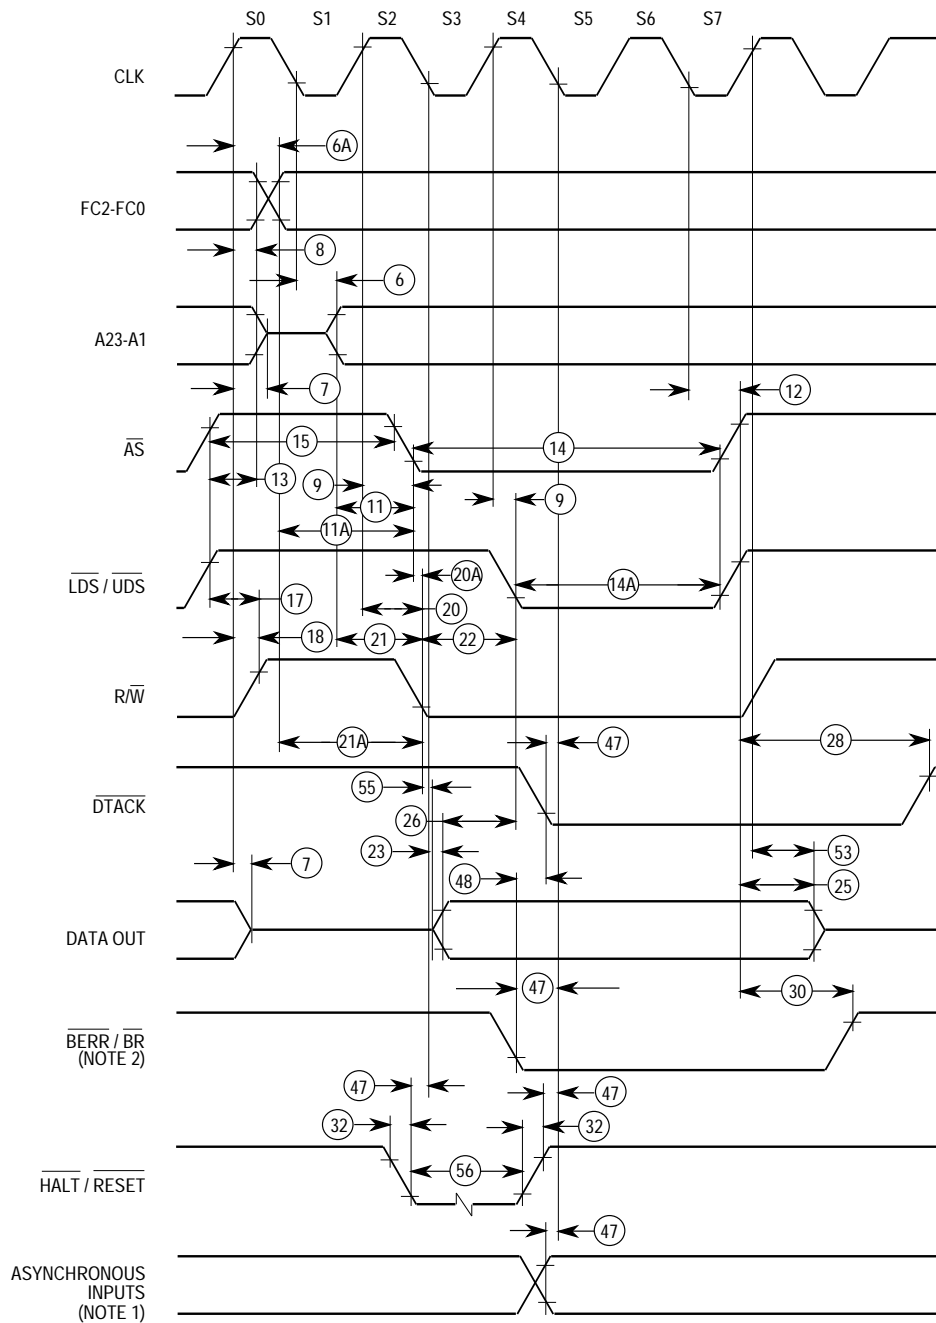 S0 S1 S2 S3 S4 S5 S6 S7
CLK
6A
FC2-FC0
8
6
A23-A1
7
12
AS
15
14
13
9
11
9
11A
LDS / UDS
20A
14A
17
20
18
21
22
R/W
21A
47
28
55
DTACK
26
23
53
7
48
25
DATA OUT
47
30
BERR / BR
(NOTE 2)
47
47
32
32
HALT / RESET
56
47
ASYNCHRONOUS
INPUTS
(NOTE 1)